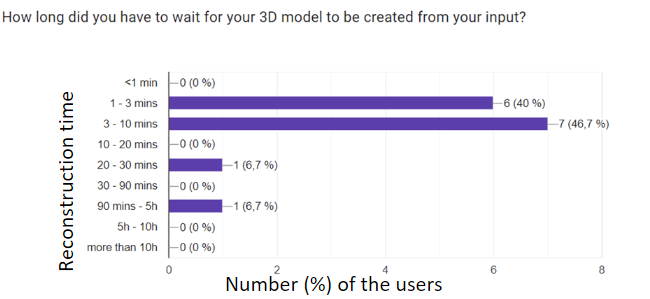 How long did you have to wait for your 3D model to be created from your input?
Reconstruction time
<1 min 0 (0 %)
1 - 3 mins 6 (40 %)
3 - 10 mins 7 (46,7 %)
10 - 20 mins 0 (0 %)
20 - 30 mins 1 (6,7 %)
30 - 90 mins 0 (0 %)
90 mins - 5h 1 (6,7 %)
5h - 10h 0 (0 %)
more than 10h 0 (0 %)
0 2 4 6 8
Number (%) of the users